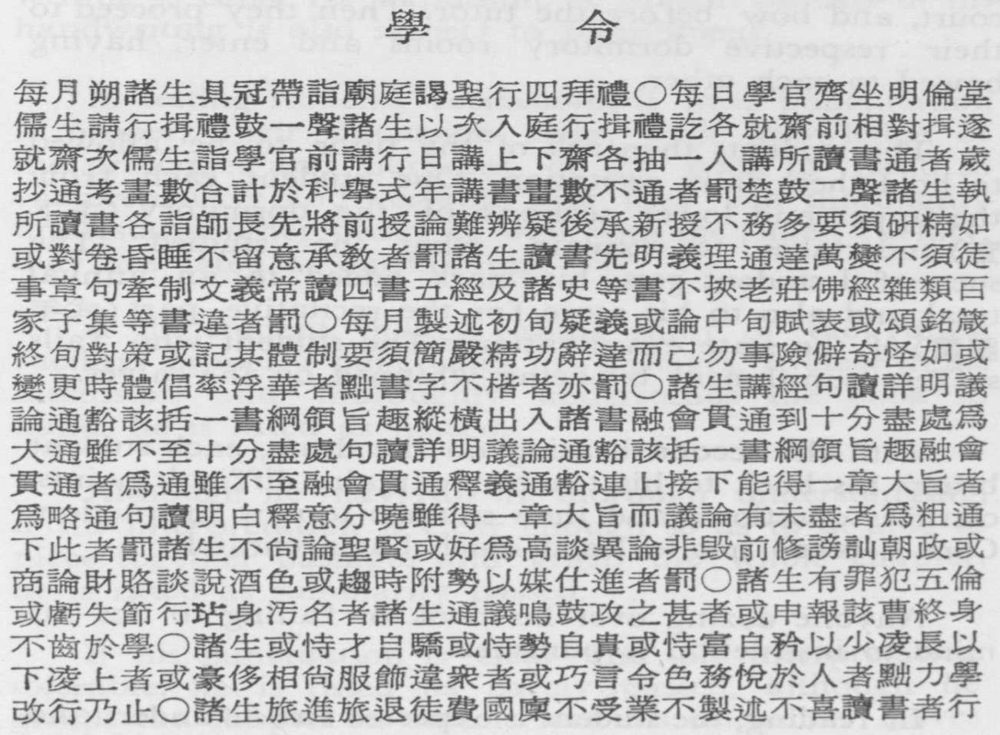 學令
每月朔諸生具冠帶詣廟庭謁聖行四拜禮○每日學官齊坐明倫堂
儒生請行揖禮鼓一聲諸生以次入庭行揖禮訖各就齋前相對揖遂
就齋次儒生詣學官前請行日講上下齋各抽一人講所讀書通者歲
抄通考畫數合計於科擧式年講書畫數不通者罰楚鼓二聲諸生執
所讀書各詣師長先將前授論難辨疑後承新授不務多要須硏精如
或對卷昏睡不留意承敎者罰諸生讀書先明義理通達萬變不須徒
事章句牽制文義常讀四書五經及諸史等書不挾老莊佛經雜類百
家子集等書違者罰○每月製述初旬疑義或論中旬賦表或頌銘箴
終旬對策或記其體制要須簡嚴精功辭達而已勿事險僻奇怪如或
變更時體倡率浮華者黜書字不楷者亦罰○諸生講經句讀詳明議
論通豁該括一書綱領旨趣縱橫出入諸書融會貫通到十分盡處爲
大通雖不至十分盡處句讀詳明議論通豁該括一書綱領旨趣融會
貫通者爲通雖不至融會貫通釋義通豁連上接下能得一章大旨者
爲略通句讀明白釋意分曉雖得一章大旨而議論有未盡者爲粗通
下此者罰諸生不尙論聖賢或好爲高談異論非毀前修謗訕朝政或
商論財賂談說酒色或趨時附勢以媒仕進者罰○諸生有罪犯五倫
或虧失節行玷身汚名者諸生通議鳴鼓攻之甚者或申報該曹終身
不齒於學○諸生或恃才自驕或恃勢自貴或恃富自矜以少凌長以
下凌上者或豪侈相尙服飾違衆者或巧言令色務悅於人者黜力學
改行乃止○諸生旅進旅退徒費國廩不受業不製述不喜讀書者行